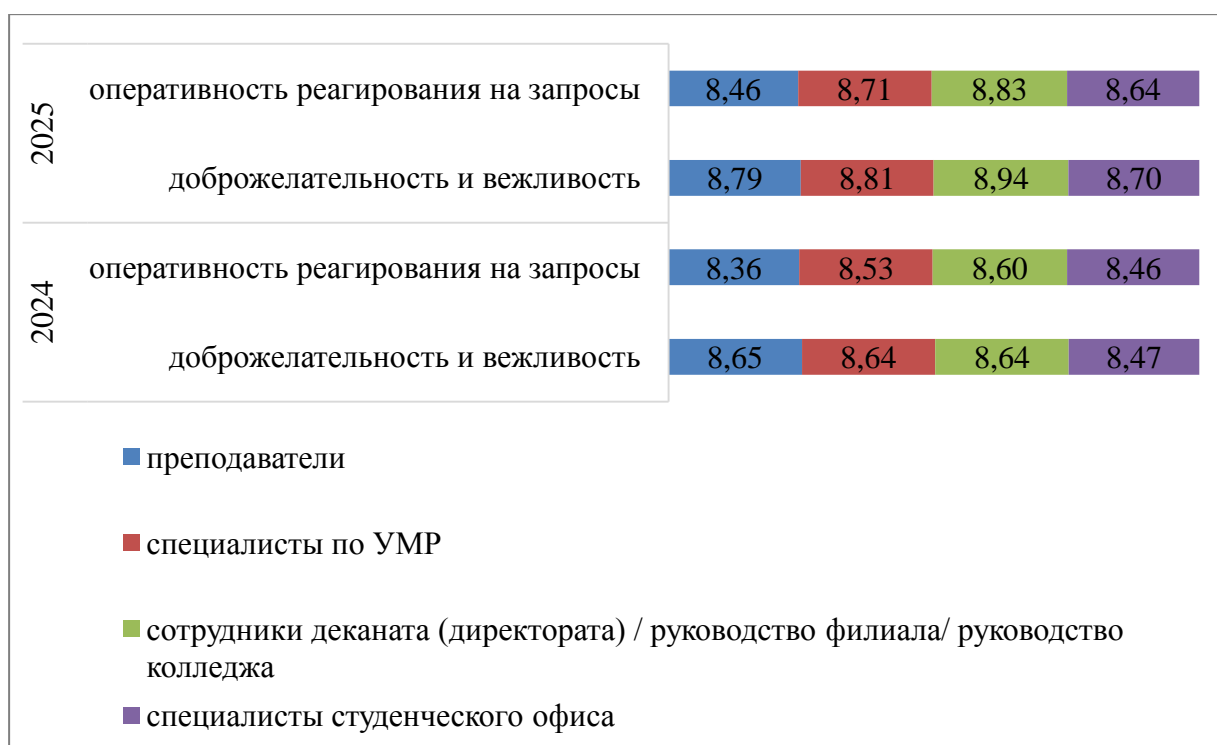 2025
оперативность реагирования на запросы 8,46 8,71 8,83 8,64
доброжелательность и вежливость 8,79 8,81 8,94 8,70
2024
оперативность реагирования на запросы 8,36 8,53 8,60 8,46
доброжелательность и вежливость 8,65 8,64 8,64 8,47
преподаватели
специалисты по УМР
сотрудники деканата (директората) / руководство филиала/ руководство
колледжа
специалисты студенческого офиса